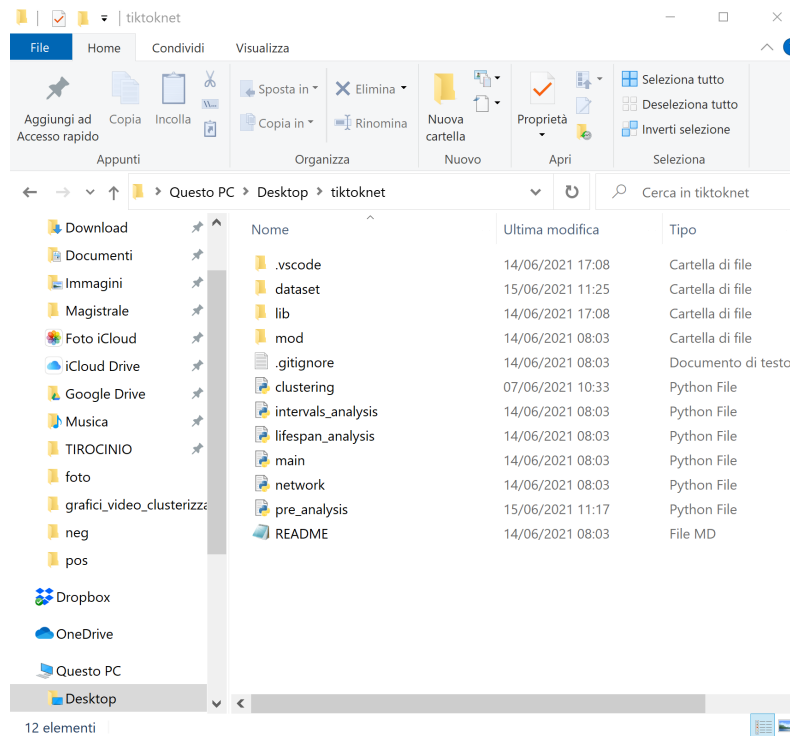 tiktoknet
File Home Condividi Visualizza
Aggiungi ad Accesso rapido
Copia
Incolla
Appunti
Sposta in
Copia in
Elimina
Rinomina
Organizza
Nuova cartella
Nuovo
Proprietà
Apri
Seleziona tutto
Deseleziona tutto
Inverti selezione
Seleziona
Questo PC > Desktop > tiktoknet
Cerca in tiktoknet
Download
Documenti
Immagini
Magistrale
Foto iCloud
iCloud Drive
Google Drive
Musica
TIROCINIO
foto
grafici_video_clusterizza
neg
pos
Dropbox
OneDrive
Questo PC
Desktop
Nome Ultima modifica Tipo
.vscode 14/06/2021 17:08 Cartella di file
dataset 15/06/2021 11:25 Cartella di file
lib 14/06/2021 17:08 Cartella di file
mod 14/06/2021 08:03 Cartella di file
.gitignore 14/06/2021 08:03 Documento di testo
clustering 07/06/2021 10:33 Python File
intervals_analysis 14/06/2021 08:03 Python File
lifespan_analysis 14/06/2021 08:03 Python File
main 14/06/2021 08:03 Python File
network 14/06/2021 08:03 Python File
pre_analysis 15/06/2021 11:17 Python File
README 14/06/2021 08:03 File MD
12 elementi